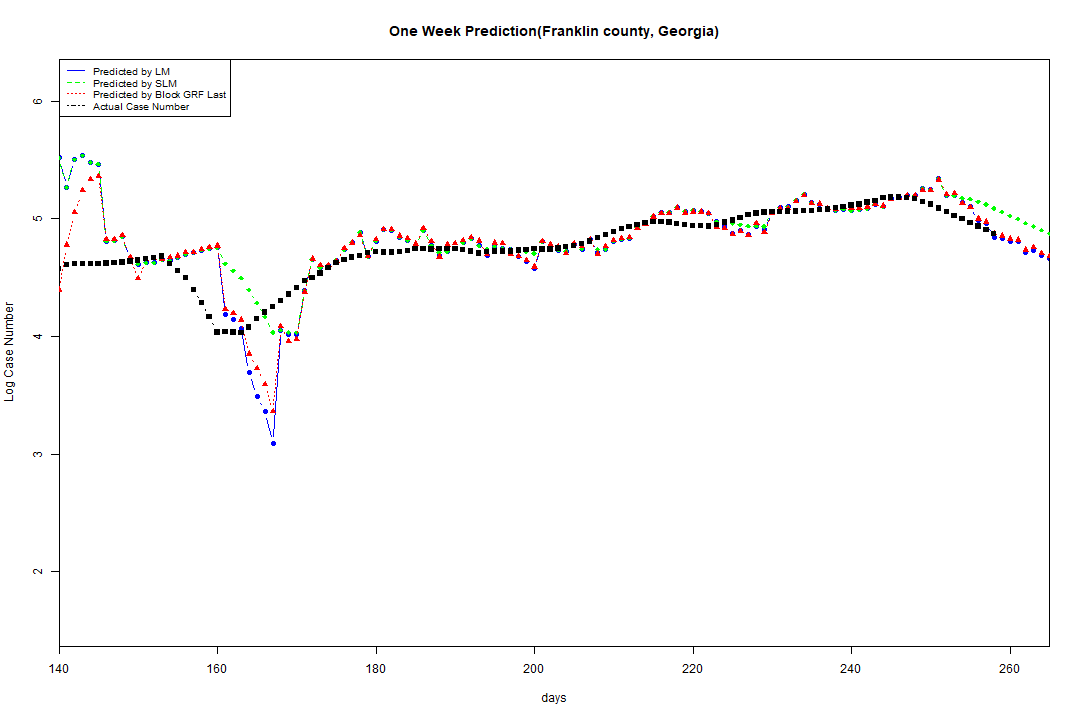 One Week Prediction(Franklin county, Georgia)
Predicted by LM
Predicted by SLM
Predicted by Block GRF Last
Actual Case Number
6
5
4
3
2
Log Case Number
140 160 180 200 220 240 260
days